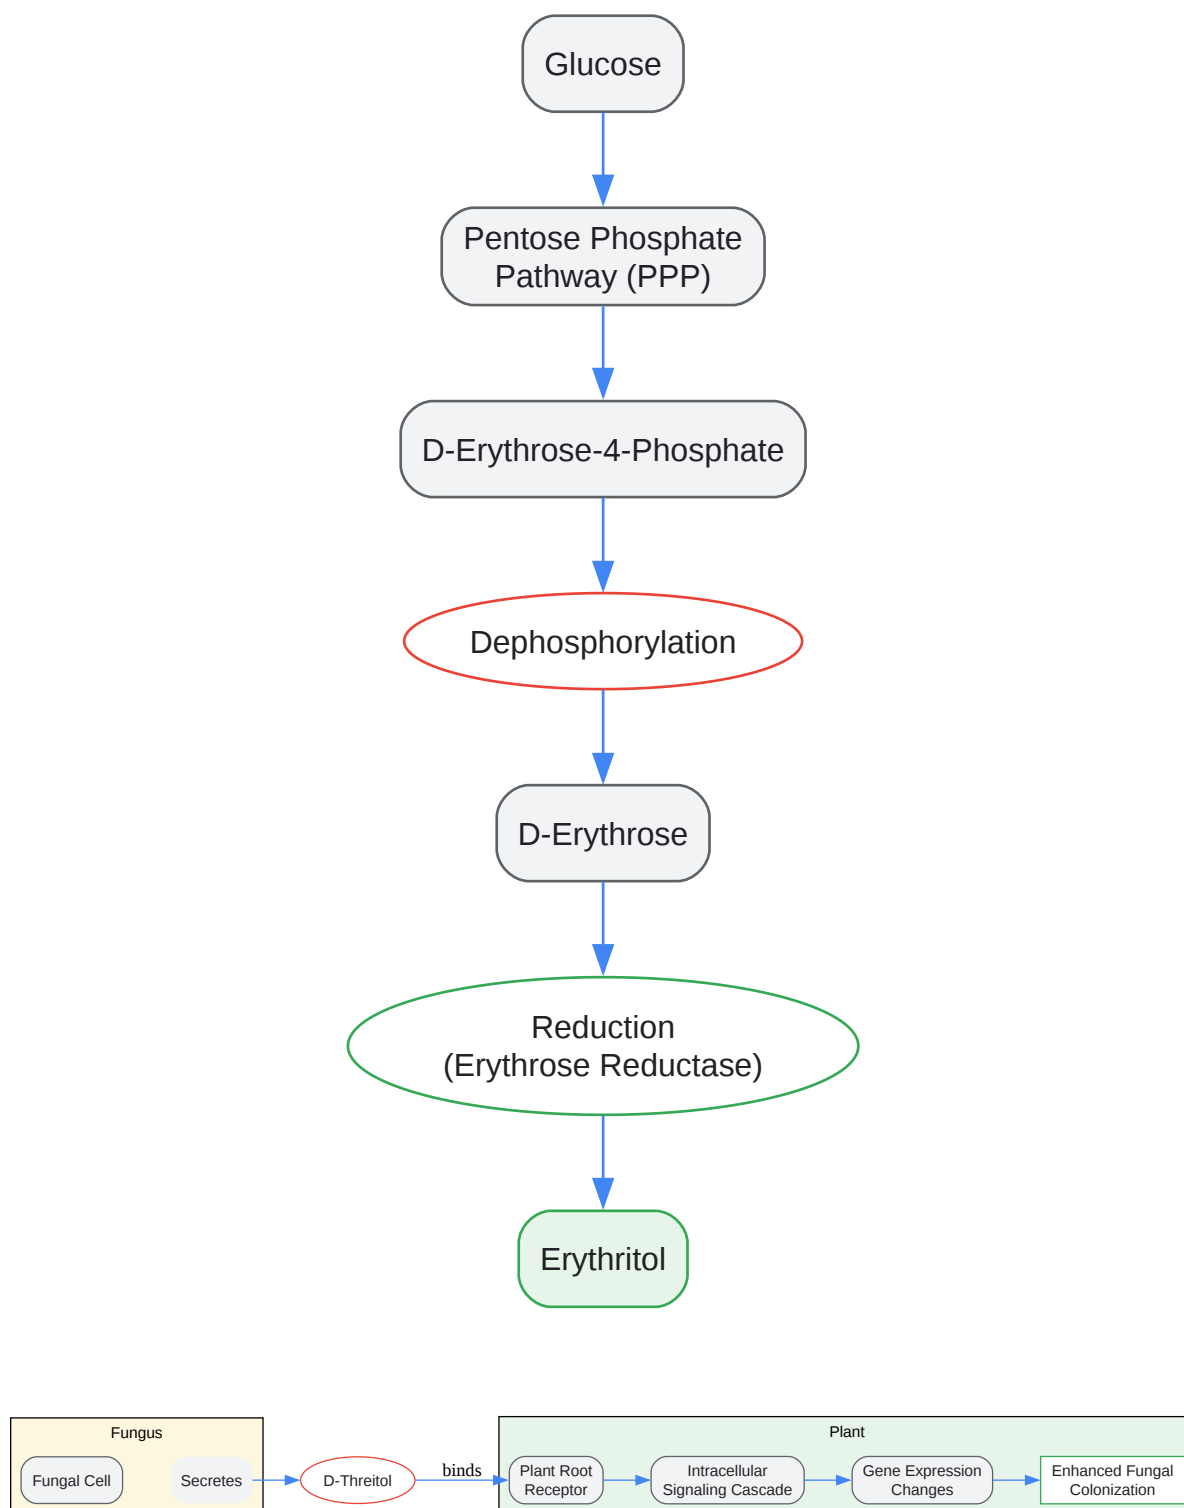 Glucose
Pentose Phosphate
Pathway (PPP)
D-Erythrose-4-Phosphate
Dephosphorylation
D-Erythrose
Reduction
(Erythrose Reductase)
Erythritol
Fungus
Fungal Cell
Secretes
D-Threitol
binds
Plant
Plant Root
Receptor
Intracellular
Signaling Cascade
Gene Expression
Changes
Enhanced Fungal
Colonization